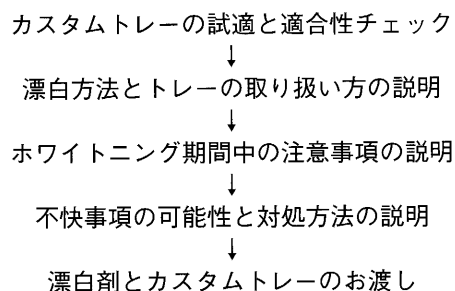 カスタムトレーの試適と適合性チェック
↓
漂白方法とトレーの取り扱い方の説明
↓
ホワイトニング期間中の注意事項の説明
↓
不快事項の可能性と対処方法の説明
↓
漂白剤とカスタムトレーのお渡し